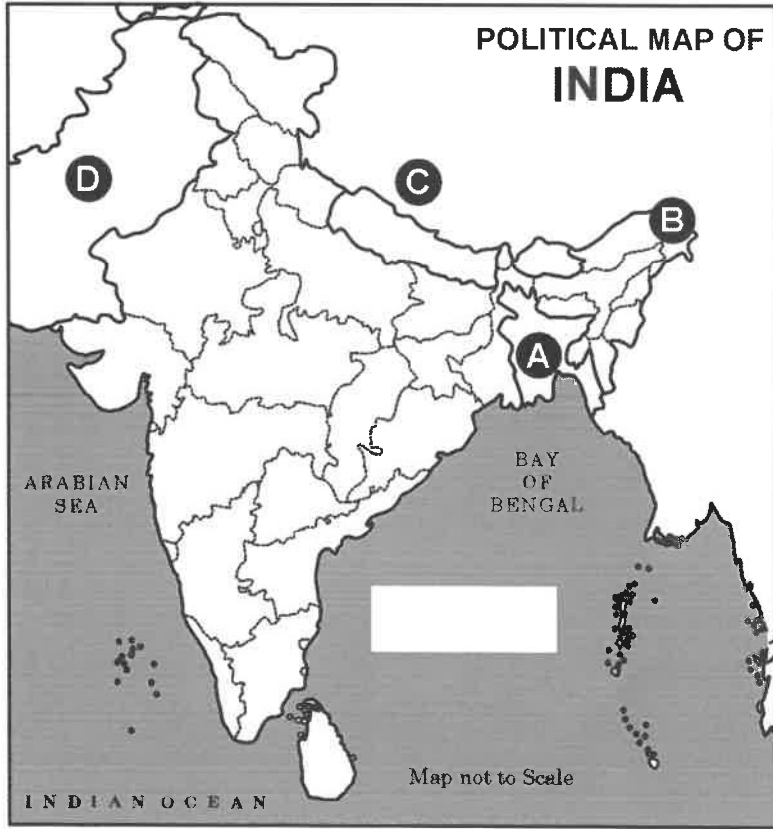 POLITICAL MAP OF
INDIA
D
C
B
A
ARABIAN
SEA
BAY
OF
BENGAL
Map not to Scale
INDIAN OCEAN